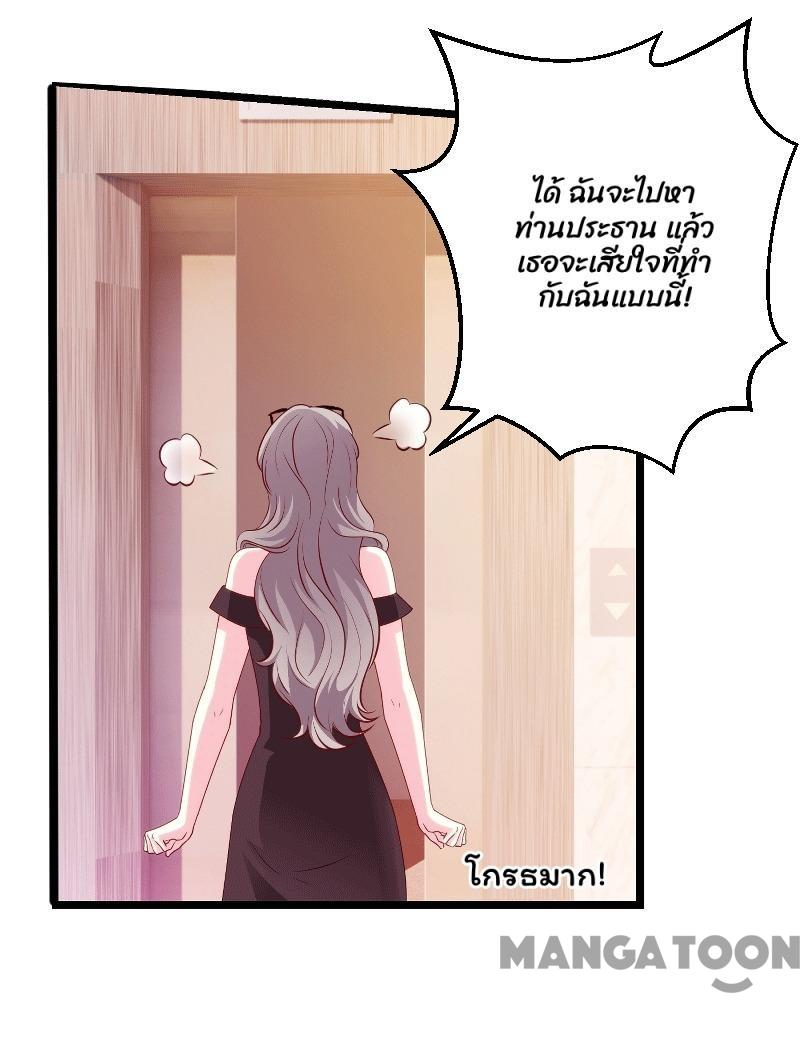 ได้ ฉันจะไปหา
ท่านประธาน แล้ว
เธอจะเสียใจที่ทำ
กับฉันแบบนี้!
โกรธมาก!
MANGATOON